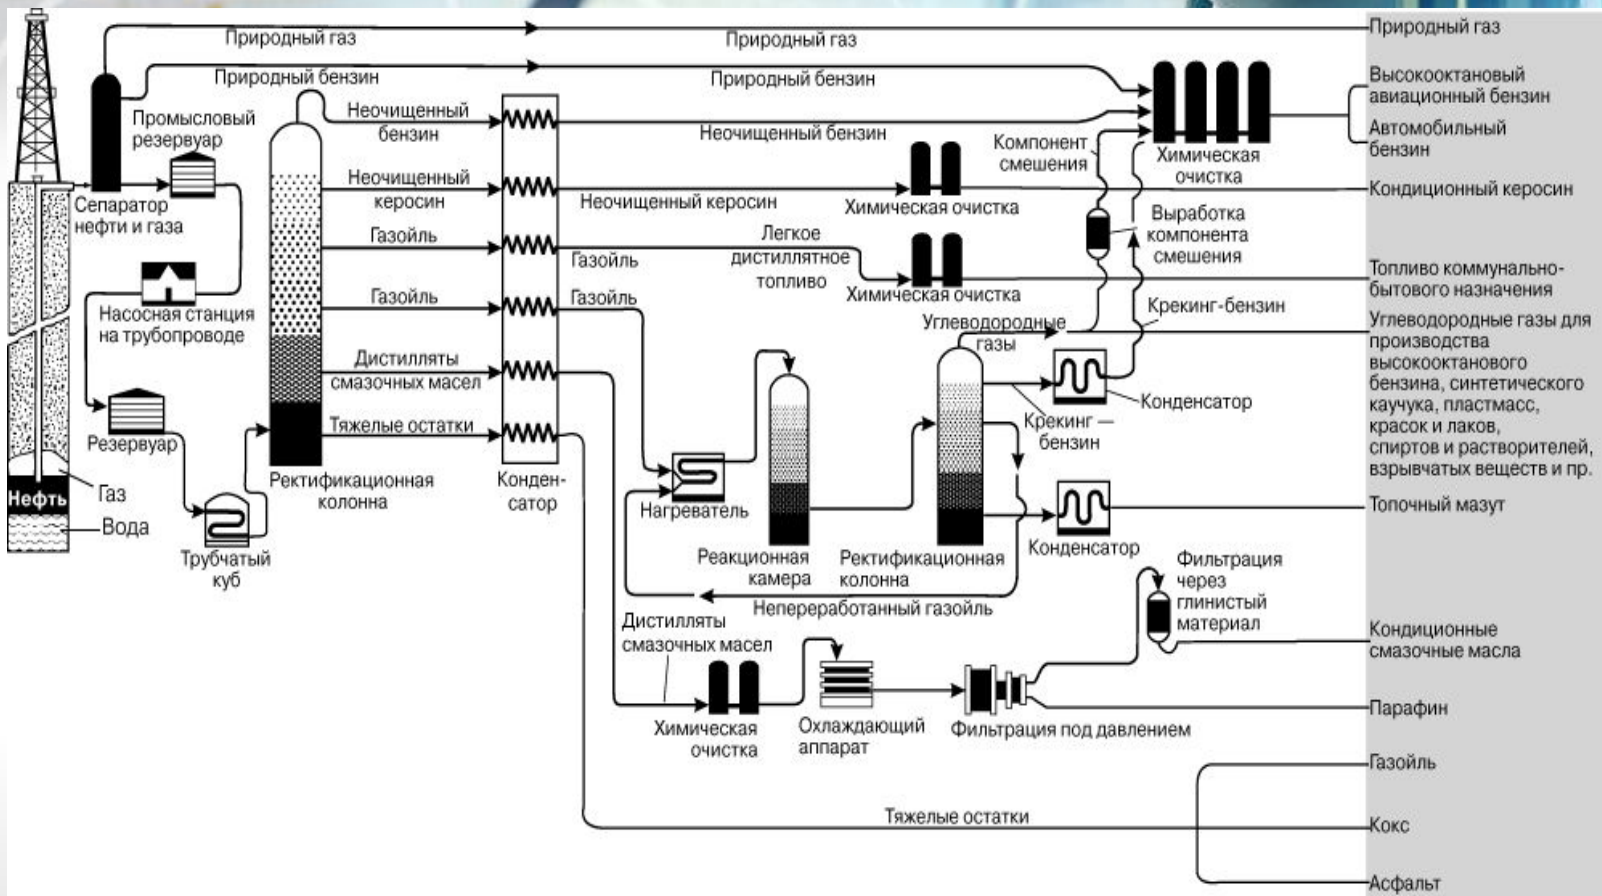 Природный газ
Природный газ
Природный газ
Природный бензин
Природный бензин
Высокооктановый
авиационный бензин
Автомобильный
бензин
Промысловый
резервуар
Неочищенный
бензин
Неочищенный бензин
Компонент
смешения
Химическая
очистка
Сепаратор
нефти и газа
Неочищенный
керосин
Неочищенный керосин
Химическая очистка
Кондиционный керосин
Выработка
компонента
смешения
Газойль
Газойль
Легкое
дистиллятное
топливо
Химическая очистка
Топливо коммунально-
бытового назначения
Насосная станция
на трубопроводе
Газойль
Газойль
Крекинг-бензин
Углеводородные
газы
Углеводородные газы для
производства
высокооктанового
бензина, синтетического
каучука, пластмасс,
красок и лаков,
спиртов и растворителей,
взрывчатых веществ и пр.
Дистилляты
смазочных масел
Конденсатор
Крекинг —
бензин
Резервуар
Тяжелые остатки
Ректификационная
колонна
Конден-
сатор
Нефть
Газ
Вода
Трубчатый
куб
Нагреватель
Реакционная
камера
Ректификационная
колонна
Конденсатор
Топочный мазут
Непереработанный газойль
Фильтрация
через
глинистый
материал
Дистилляты
смазочных масел
Кондиционные
смазочные масла
Химическая
очистка
Охлаждающий
аппарат
Фильтрация под давлением
Парафин
Газойль
Тяжелые остатки
Кокс
Асфальт